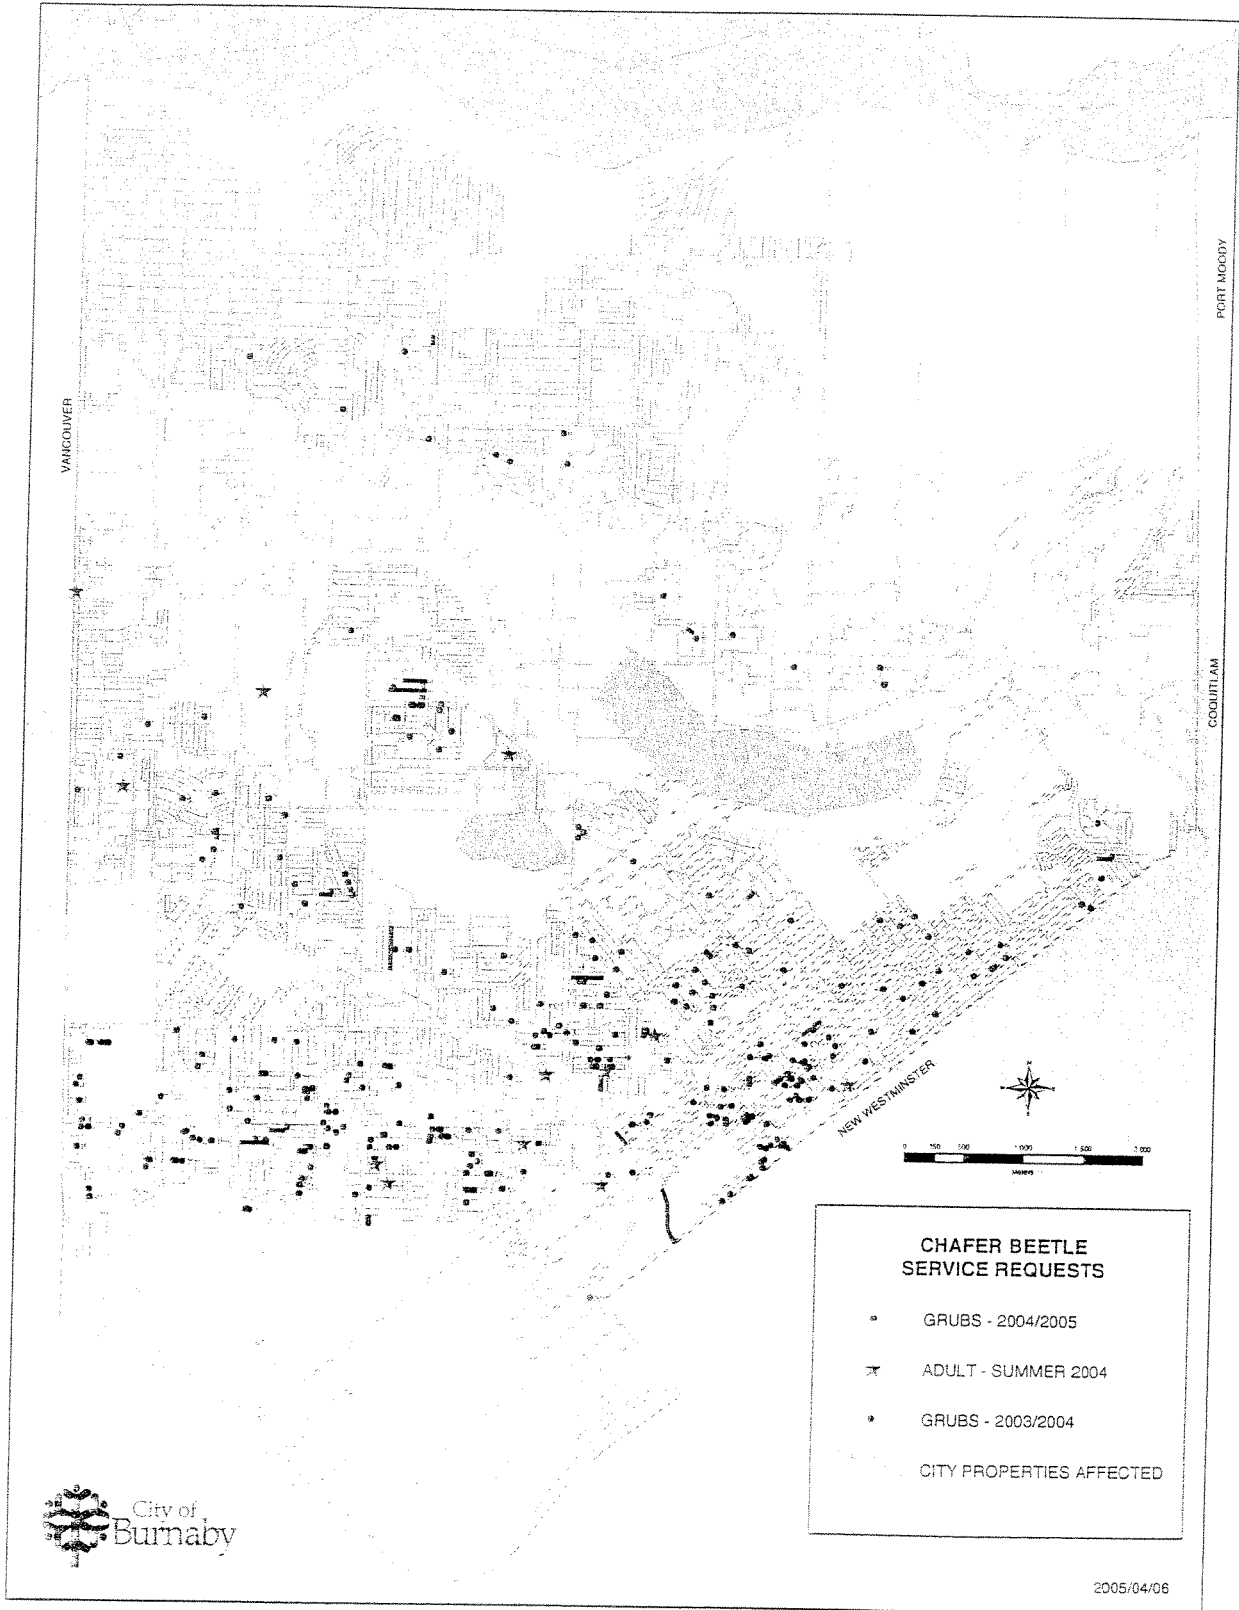 PORT MOODY
VANCOUVER
COQUITLAM
NEW WESTMINSTER
CHAFER BEETLE
SERVICE REQUESTS
GRUBS - 2004/2005
ADULT - SUMMER 2004
GRUBS - 2003/2004
CITY PROPERTIES AFFECTED
City of
Burnaby
2005/04/06